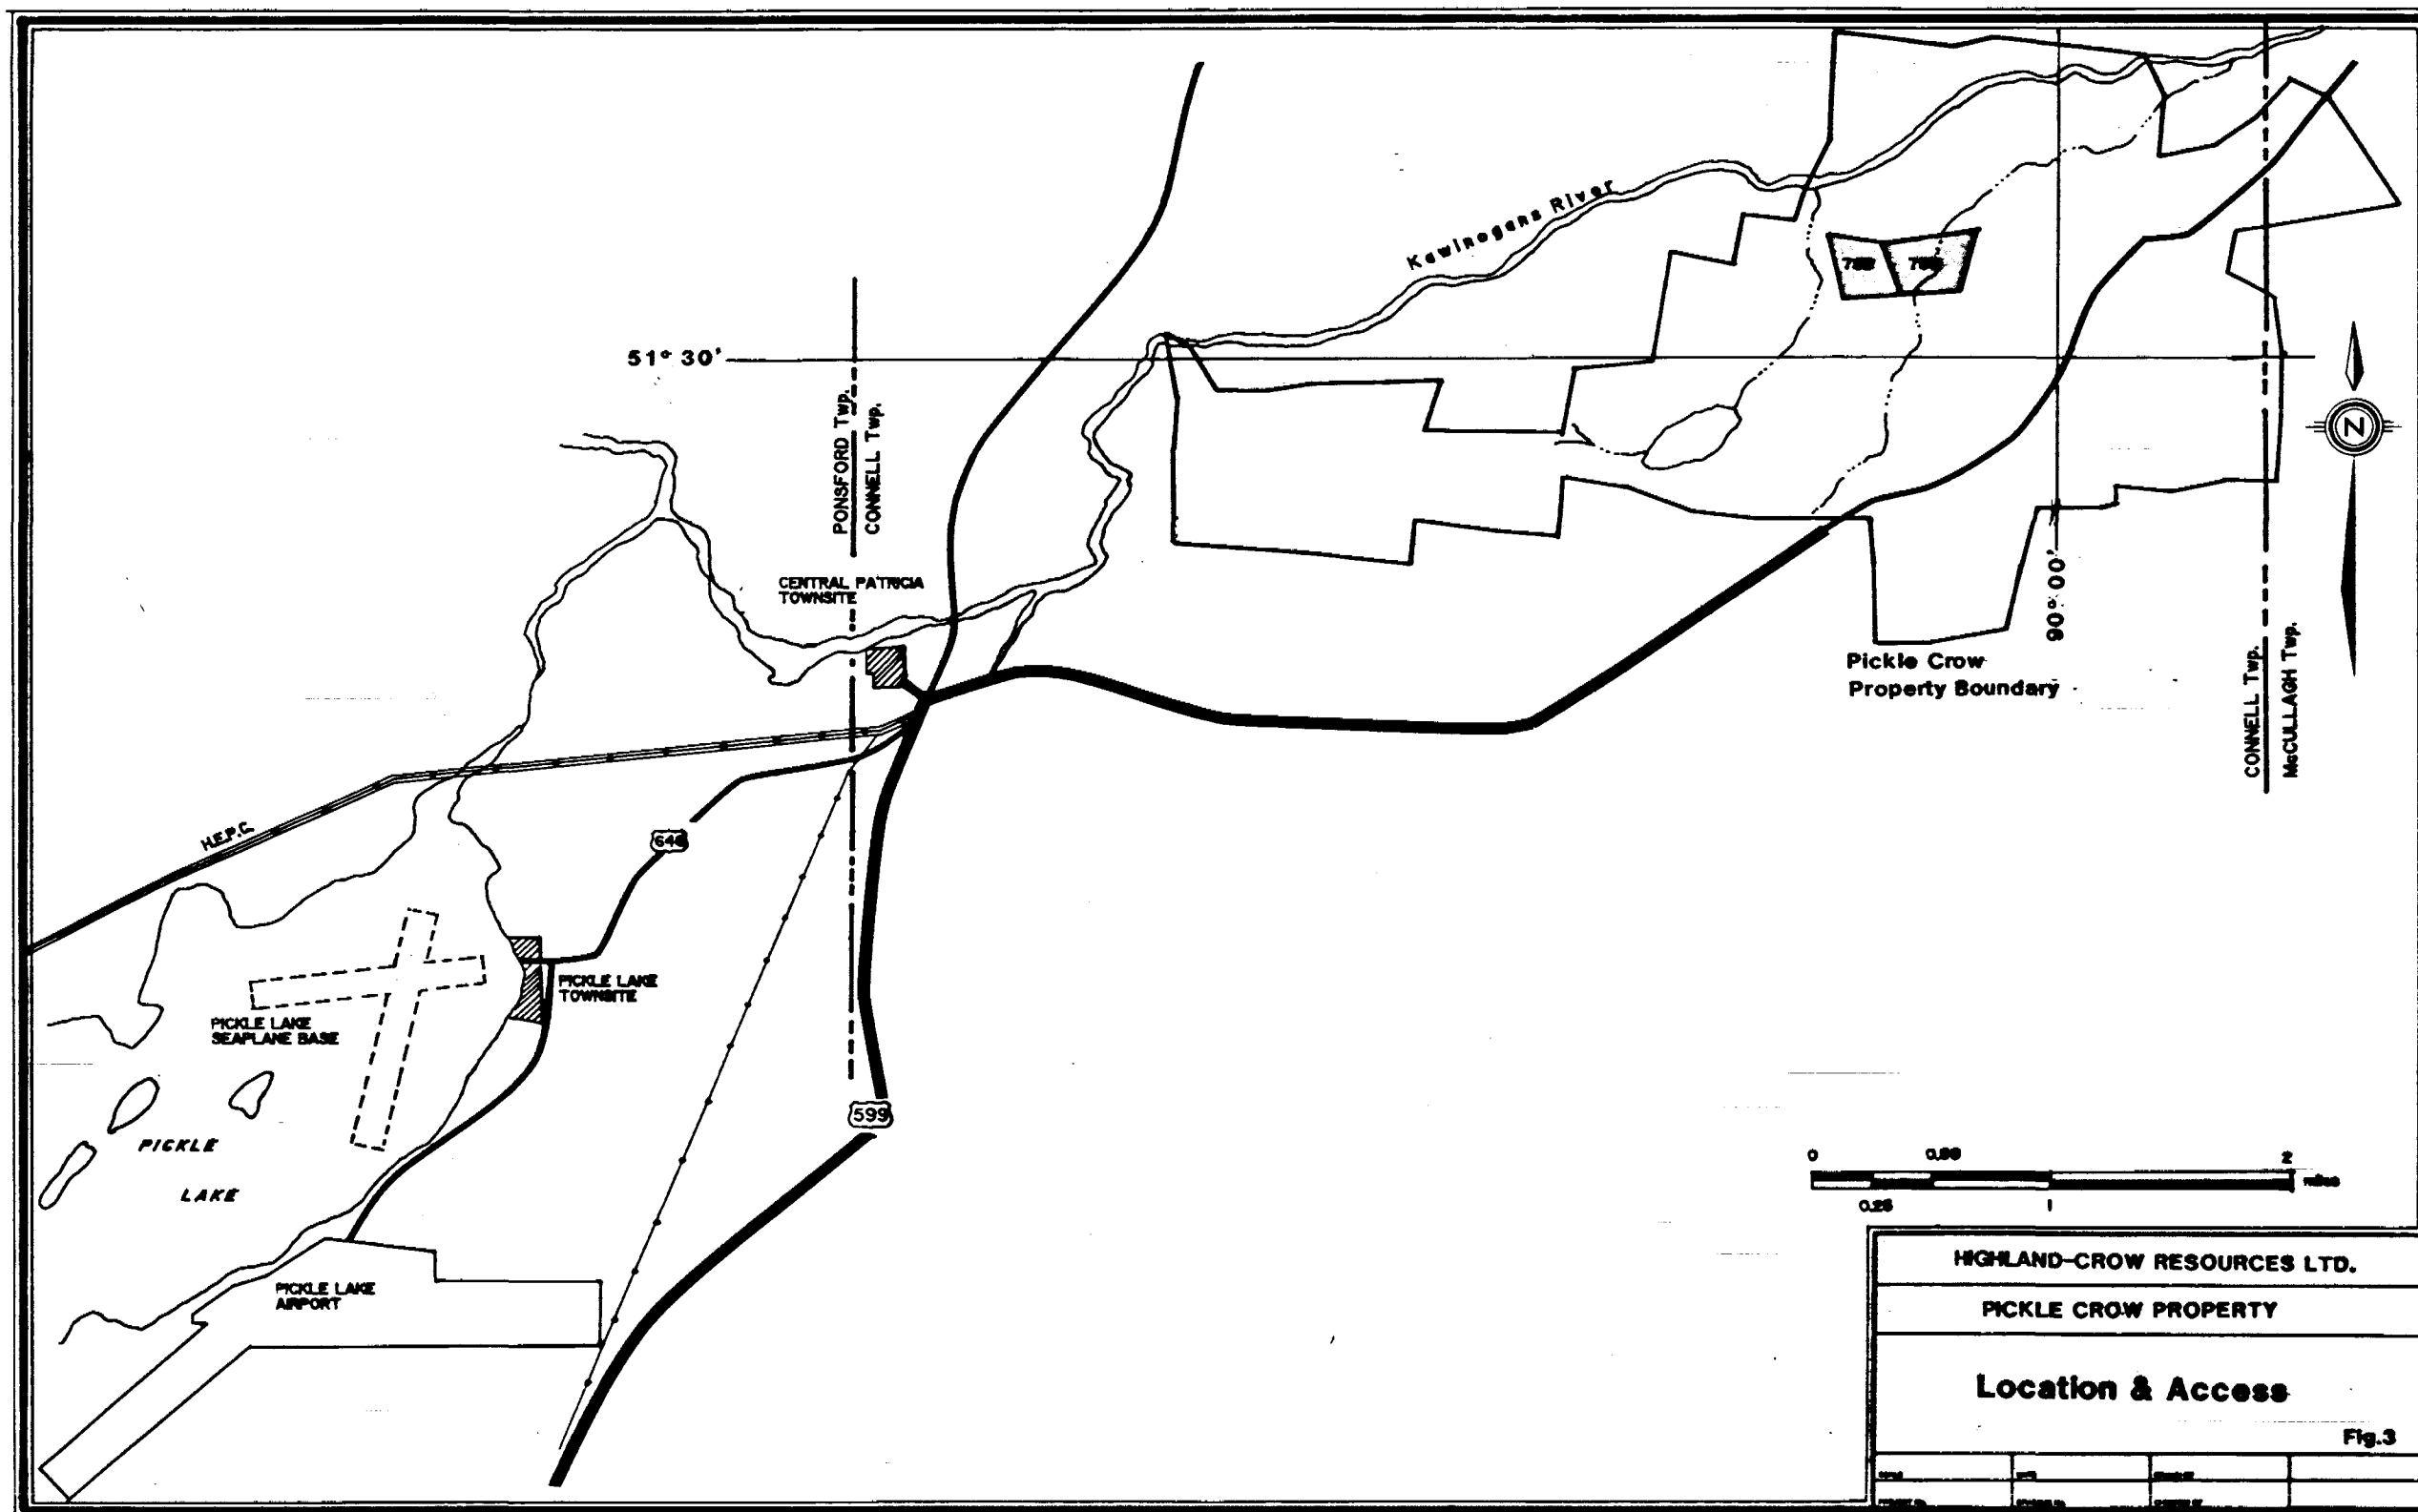 Kawinogans River
51° 30'
PONSFORD Twp.
CONNELL Twp.
CENTRAL PATRICIA
TOWNSITE
N
90° 00'
Pickle Crow
Property Boundary
CONNELL Twp.
McCULLAGH Twp.
H.E.P.C.
646
PICKLE LAKE
TOWNSITE
PICKLE LAKE
SEAPLANE BASE
599
PICKLE
LAKE
PICKLE LAKE
AIRPORT
0
2
miles
0.25
1
HIGHLAND-CROW RESOURCES LTD.
PICKLE CROW PROPERTY
Location & Access
Fig.3